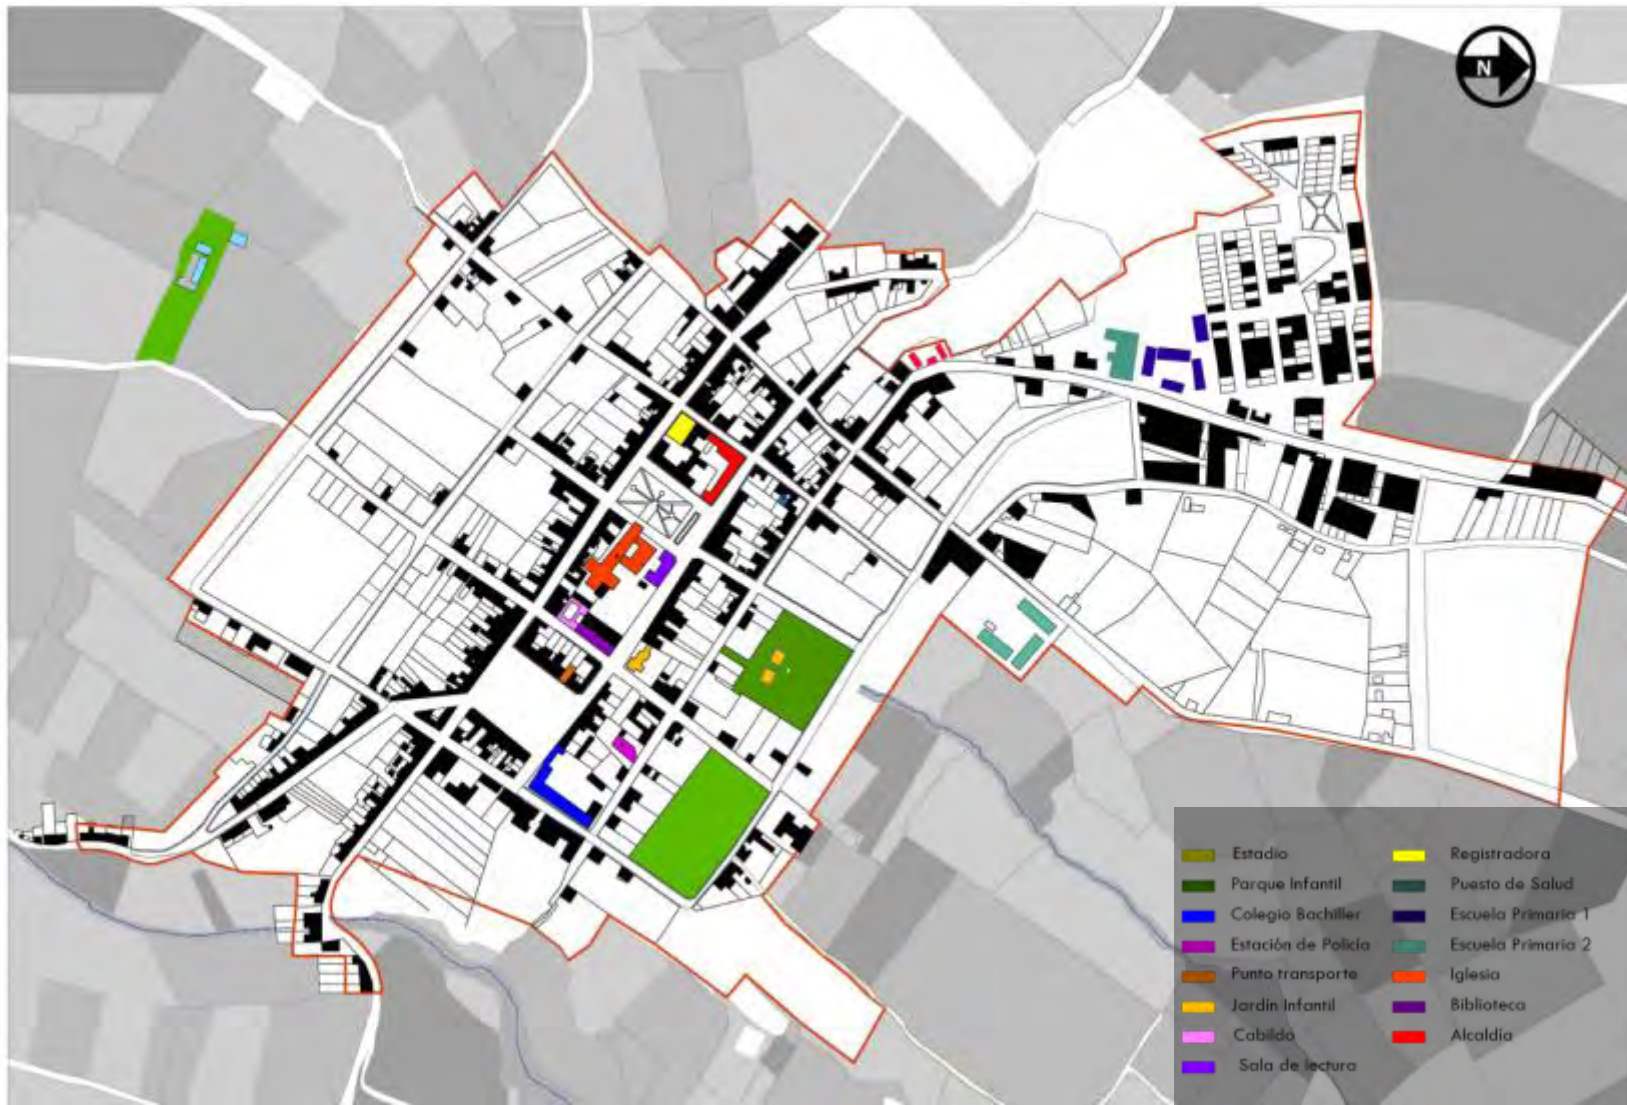 N
Estadio
Registradora
Parque Infantil
Puesto de Salud
Colegio Bachiller
Escuela Primaria 1
Estación de Policía
Escuela Primaria 2
Punto transporte
Iglesia
Jardín Infantil
Biblioteca
Cabildo
Alcaldía
Sala de lectura